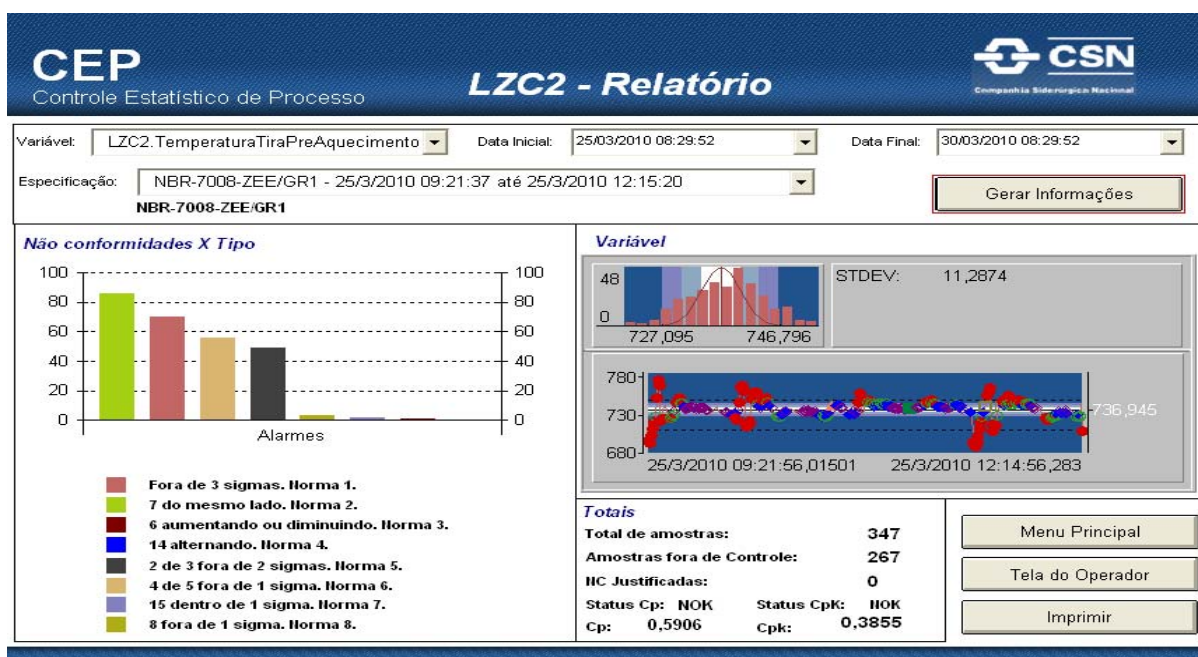 CEP
Controle Estatístico de Processo
LZC2 - Relatório
CSN
Companhia Siderúrgica Nacional
Variável: LZC2.TemperaturaTiraPreAquecimento Data Inicial: 25/03/2010 08:29:52 Data Final: 30/03/2010 08:29:52
Especificação: NBR-7008-ZEE/GR1 - 25/3/2010 09:21:37 até 25/3/2010 12:15:20
Gerar Informações
NBR-7008-ZEE/GR1
Não conformidades X Tipo
100 100
80 80
60 60
40 40
20 20
0 0
Alarmes
Fora de 3 sigmas. Norma 1.
7 do mesmo lado. Norma 2.
6 aumentando ou diminuindo. Norma 3.
14 alternando. Norma 4.
2 de 3 fora de 2 sigmas. Norma 5.
4 de 5 fora de 1 sigma. Norma 6.
15 dentro de 1 sigma. Norma 7.
8 fora de 1 sigma. Norma 8.
Variável
48
0
727,095 746,796
STDEV: 11,2874
780
730
680
736,945
25/3/2010 09:21:56,01501 25/3/2010 12:14:56,283
Totais
Total de amostras: 347
Amostras fora de Controle: 267
NC Justificadas: 0
Status Cp: NOK Status CpK: NOK
Cp: 0,5906 Cpk: 0,3855
Menu Principal
Tela do Operador
Imprimir